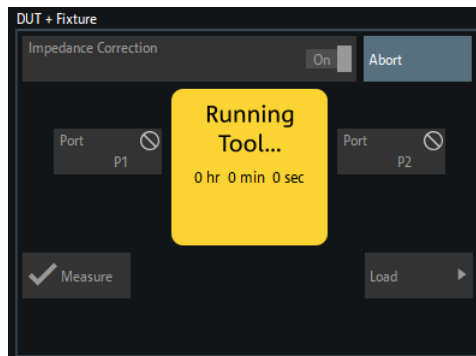 DUT + Fixture
Impedance Correction
On
Abort
Running
Tool...
0 hr 0 min 0 sec
Port
P1
Port
P2
Measure
Load